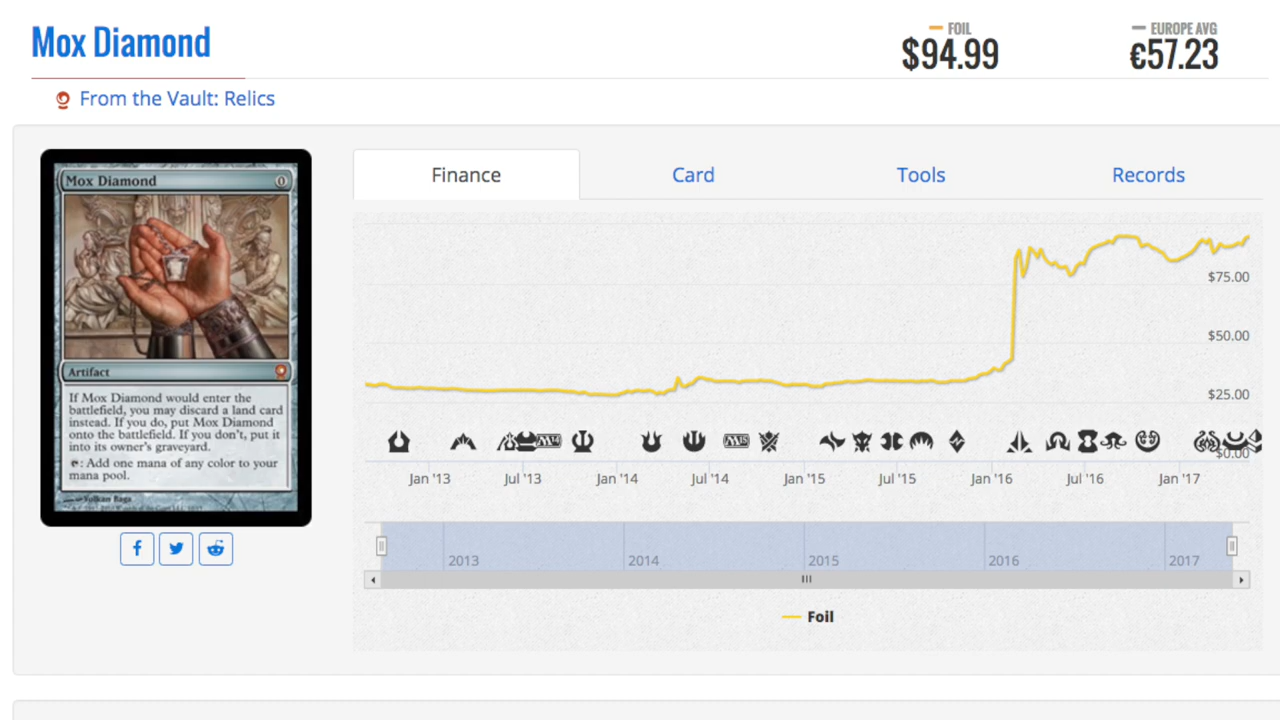 Mox Diamond
FOIL
$94.99
EUROPE AVG
€57.23
From the Vault: Relics
Finance
Card
Tools
Records
Mox Diamond
0
Artifact
If Mox Diamond would enter the
battlefield, you may discard a land card
instead. If you do, put Mox Diamond
onto the battlefield. If you don't, put it
into its owner's graveyard.
: Add one mana of any color to your
mana pool.
Volkan Baga
$75.00
$50.00
$25.00
$0.00
Jan '13
Jul '13
Jan '14
Jul '14
Jan '15
Jul '15
Jan '16
Jul '16
Jan '17
2013
2014
2015
2016
2017
Foil